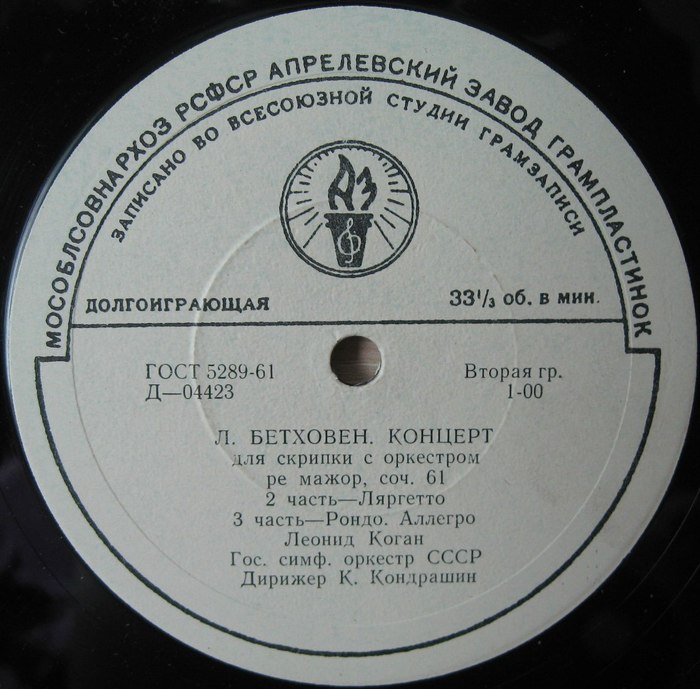 МОСОБЛСОВНАРХОЗ РСФСР АПРЕЛЕВСКИЙ ЗАВОД ГРАМПЛАСТИНОК
ЗАПИСАНО ВО ВСЕСОЮЗНОЙ СТУДИИ ГРАМЗАПИСИ
АЗ
ДОЛГОИГРАЮЩАЯ 33⅓ об. в мин.
ГОСТ 5289-61 Вторая гр.
Д—04423 1-00
Л. БЕТХОВЕН. КОНЦЕРТ
для скрипки с оркестром
ре мажор, соч. 61
2 часть—Ляргетто
3 часть—Рондо. Аллегро
Леонид Коган
Гос. симф. оркестр СССР
Дирижер К. Кондрашин